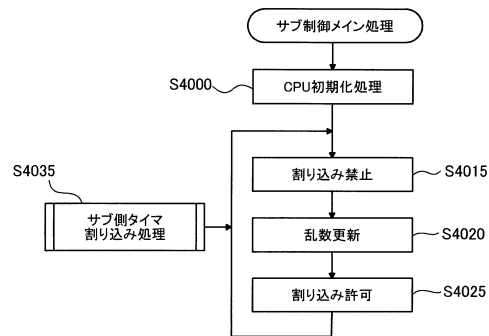 サブ制御メイン処理
S4000
CPU初期化処理
S4035
割り込み禁止
S4015
サブ側タイマ
割り込み処理
乱数更新
S4020
割り込み許可
S4025